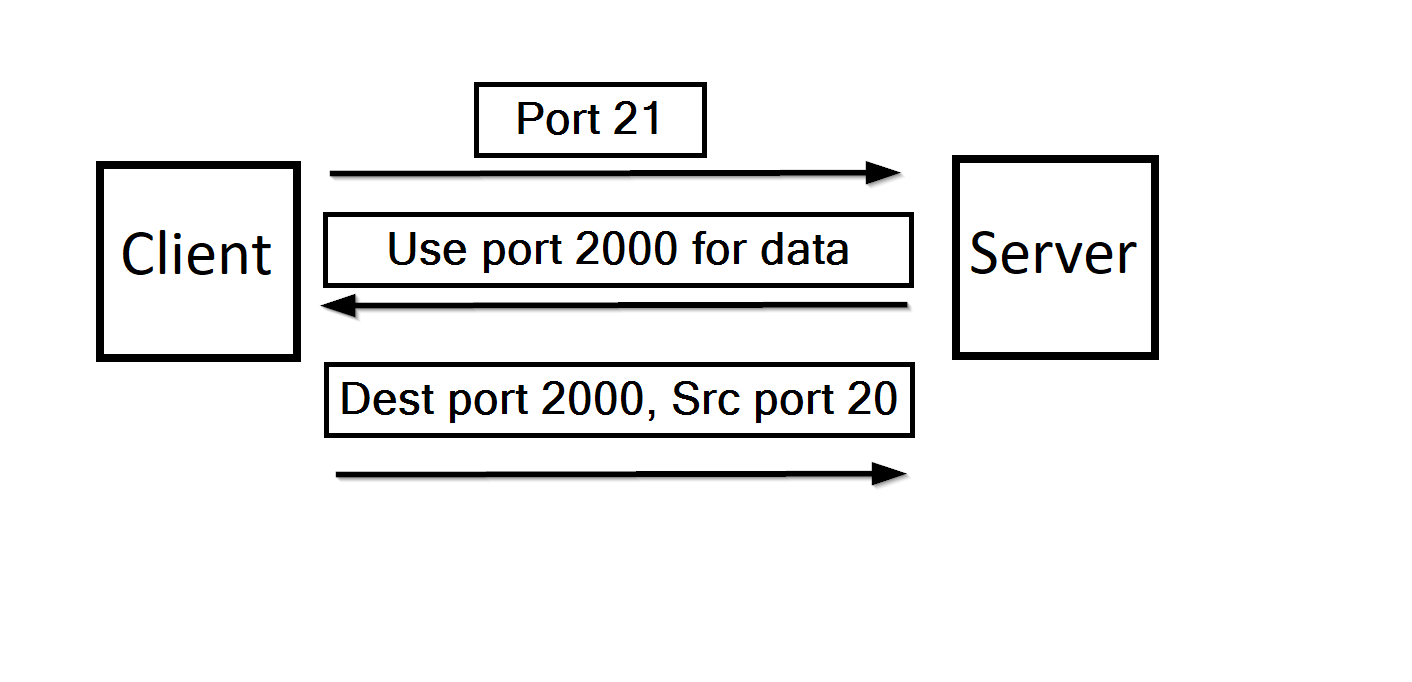 Port 21
Client
Use port 2000 for data
Server
Dest port 2000, Src port 20